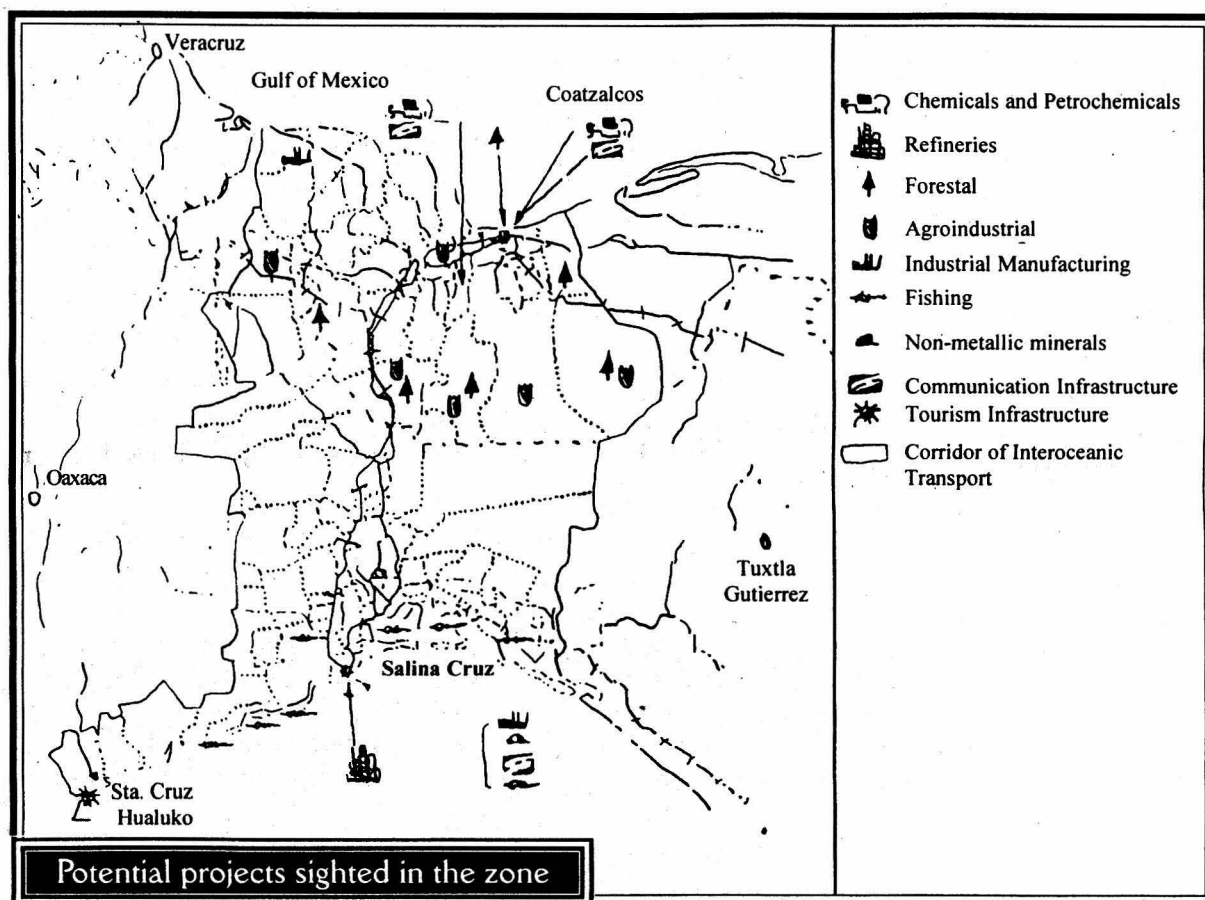 Veracruz
Gulf of Mexico
Coatzalcos
Oaxaca
Tuxtla
Gutierrez
Salina Cruz
Sta. Cruz
Hualuko
Potential projects sighted in the zone
Chemicals and Petrochemicals
Refineries
Forestal
Agroindustrial
Industrial Manufacturing
Fishing
Non-metallic minerals
Communication Infrastructure
Tourism Infrastructure
Corridor of Interoceanic
Transport